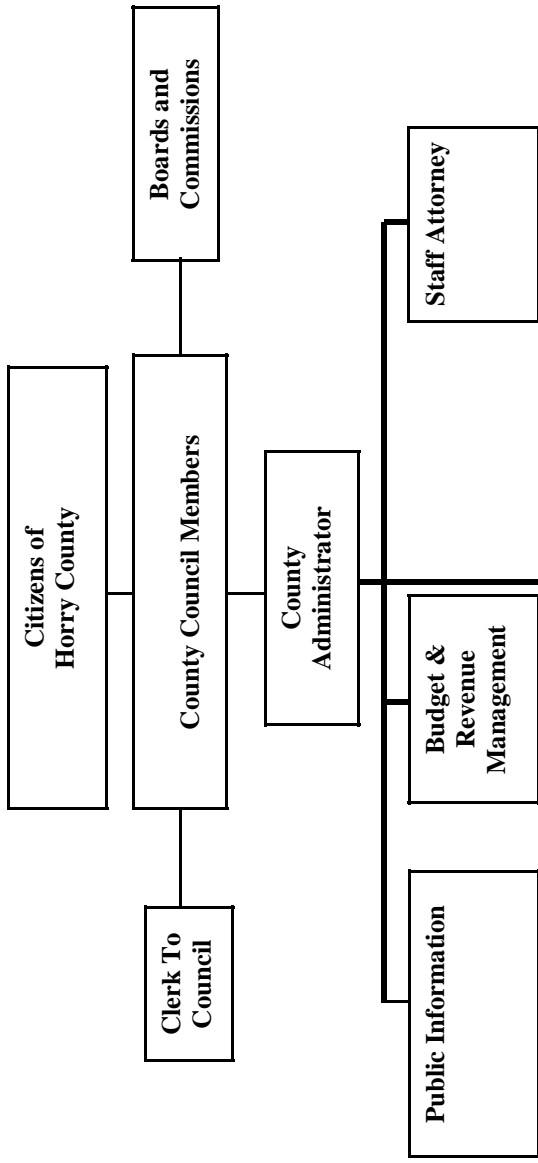 Citizens of
Horry County
Clerk To
Council
County Council Members
Boards and
Commissions
County
Administrator
Public Information
Budget &
Revenue
Management
Staff Attorney